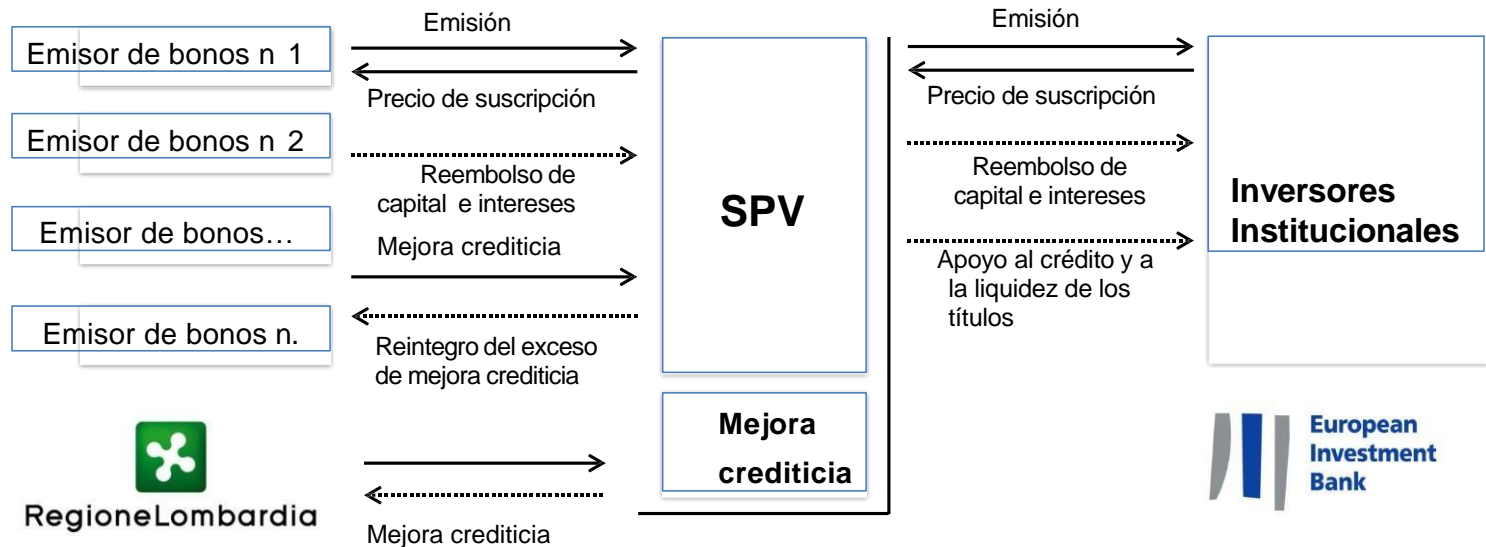 Emisión
Emisión
Emisor de bonos n 1
Precio de suscripción
Precio de suscripción
Emisor de bonos n 2
Reembolso de
capital e intereses
Reembolso de
capital e intereses
SPV
Inversores
Institucionales
Emisor de bonos…
Mejora crediticia
Apoyo al crédito y a
la liquidez de los
títulos
Emisor de bonos n.
Reintegro del exceso
de mejora crediticia
Mejora
crediticia
European
Investment
Bank
RegioneLombardia
Mejora crediticia